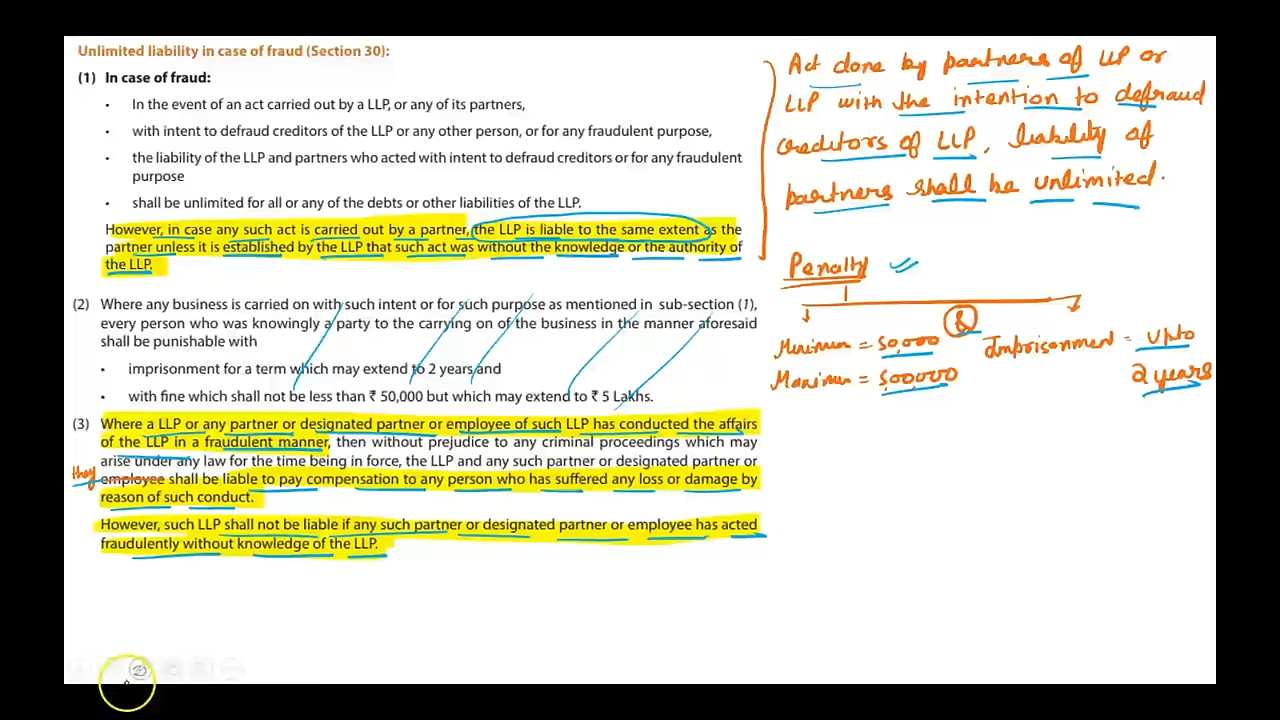 Unlimited liability in case of fraud (Section 30):
(1) In case of fraud:
• In the event of an act carried out by a LLP, or any of its partners,
• with intent to defraud creditors of the LLP or any other person, or for any fraudulent purpose,
• the liability of the LLP and partners who acted with intent to defraud creditors or for any fraudulent
purpose
• shall be unlimited for all or any of the debts or other liabilities of the LLP.
However, in case any such act is carried out by a partner, the LLP is liable to the same extent as the
partner unless it is established by the LLP that such act was without the knowledge or the authority of
the LLP.
(2) Where any business is carried on with such intent or for such purpose as mentioned in sub-section (1),
every person who was knowingly a party to the carrying on of the business in the manner aforesaid
shall be punishable with
• imprisonment for a term which may extend to 2 years and
• with fine which shall not be less than ₹ 50,000 but which may extend to ₹ 5 Lakhs.
(3) Where a LLP or any partner or designated partner or employee of such LLP has conducted the affairs
of the LLP in a fraudulent manner, then without prejudice to any criminal proceedings which may
arise under any law for the time being in force, the LLP and any such partner or designated partner or
they employee shall be liable to pay compensation to any person who has suffered any loss or damage by
reason of such conduct.
However, such LLP shall not be liable if any such partner or designated partner or employee has acted
fraudulently without knowledge of the LLP.
Act done by partners of LLP or
LLP with the intention to defraud
creditors of LLP, liability of
partners shall be unlimited.
Penalty
&
Minimum = 50,000
Maximum = 5,00,000
Imprisonment = upto
2 years